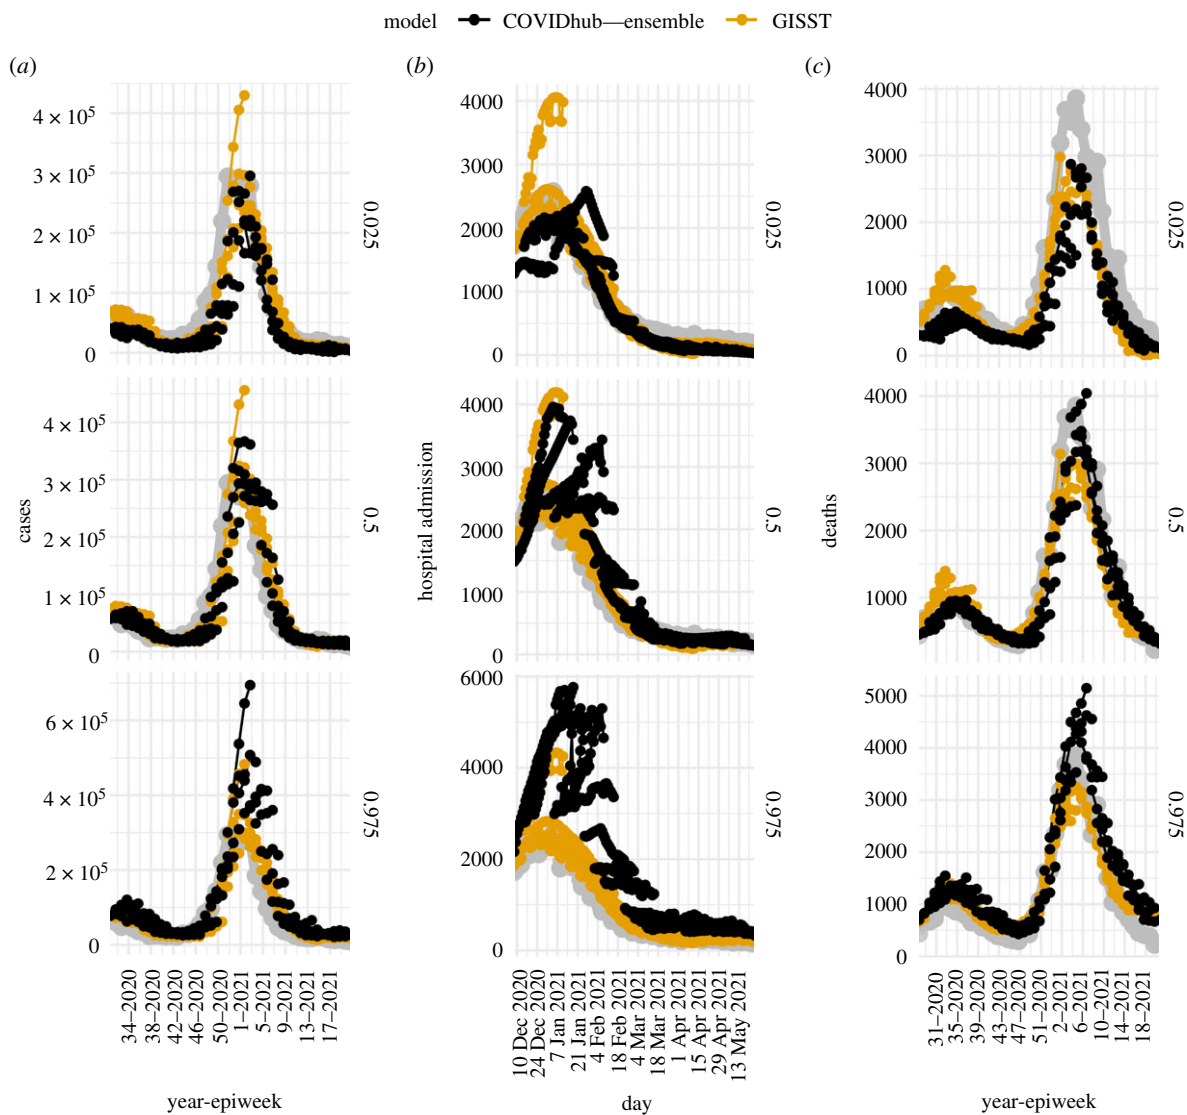 model COVIDhub—ensemble GISST
(a) (b) (c)
4 × 10⁵
3 × 10⁵
2 × 10⁵
1 × 10⁵
0
4000
3000
2000
1000
0
4000
3000
2000
1000
0
0.025
0.025
0.025
cases
4 × 10⁵
3 × 10⁵
2 × 10⁵
1 × 10⁵
0
hospital admission
4000
3000
2000
1000
0
deaths
4000
3000
2000
1000
0.5
0.5
0.5
6 × 10⁵
4 × 10⁵
2 × 10⁵
0
6000
4000
2000
0
5000
4000
3000
2000
1000
0
0.975
0.975
0.975
34–2020
38–2020
42–2020
46–2020
50–2020
1–2021
5–2021
9–2021
13–2021
17–2021
10 Dec 2020
24 Dec 2020
7 Jan 2021
21 Jan 2021
4 Feb 2021
18 Feb 2021
4 Mar 2021
18 Mar 2021
1 Apr 2021
15 Apr 2021
29 Apr 2021
13 May 2021
31–2020
35–2020
39–2020
43–2020
47–2020
51–2020
2–2021
6–2021
10–2021
14–2021
18–2021
year-epiweek
day
year-epiweek